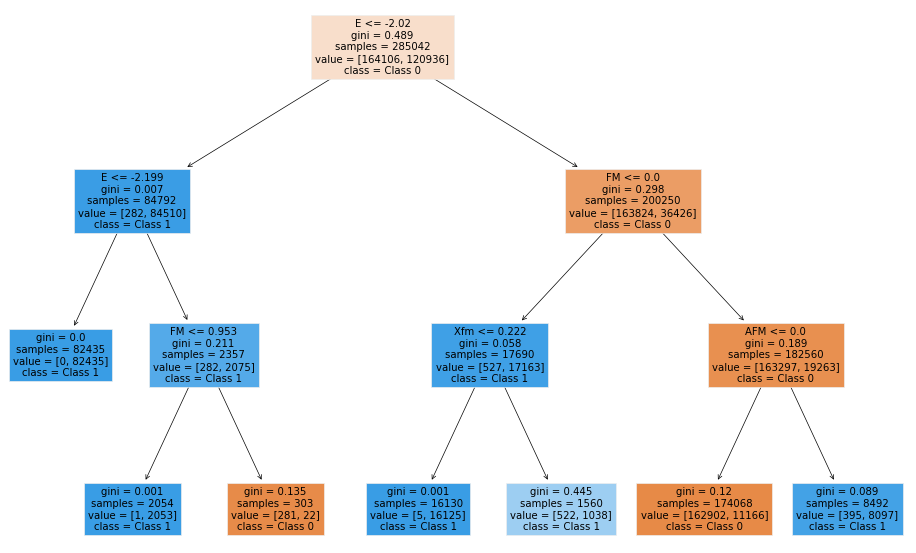 E <= -2.02
gini = 0.489
samples = 285042
value = [164106, 120936]
class = Class 0
E <= -2.199
gini = 0.007
samples = 84792
value = [282, 84510]
class = Class 1
FM <= 0.0
gini = 0.298
samples = 200250
value = [163824, 36426]
class = Class 0
gini = 0.0
samples = 82435
value = [0, 82435]
class = Class 1
FM <= 0.953
gini = 0.211
samples = 2357
value = [282, 2075]
class = Class 1
Xfm <= 0.222
gini = 0.058
samples = 17690
value = [527, 17163]
class = Class 1
AFM <= 0.0
gini = 0.189
samples = 182560
value = [163297, 19263]
class = Class 0
gini = 0.001
samples = 2054
value = [1, 2053]
class = Class 1
gini = 0.135
samples = 303
value = [281, 22]
class = Class 0
gini = 0.001
samples = 16130
value = [5, 16125]
class = Class 1
gini = 0.445
samples = 1560
value = [522, 1038]
class = Class 1
gini = 0.12
samples = 174068
value = [162902, 11166]
class = Class 0
gini = 0.089
samples = 8492
value = [395, 8097]
class = Class 1